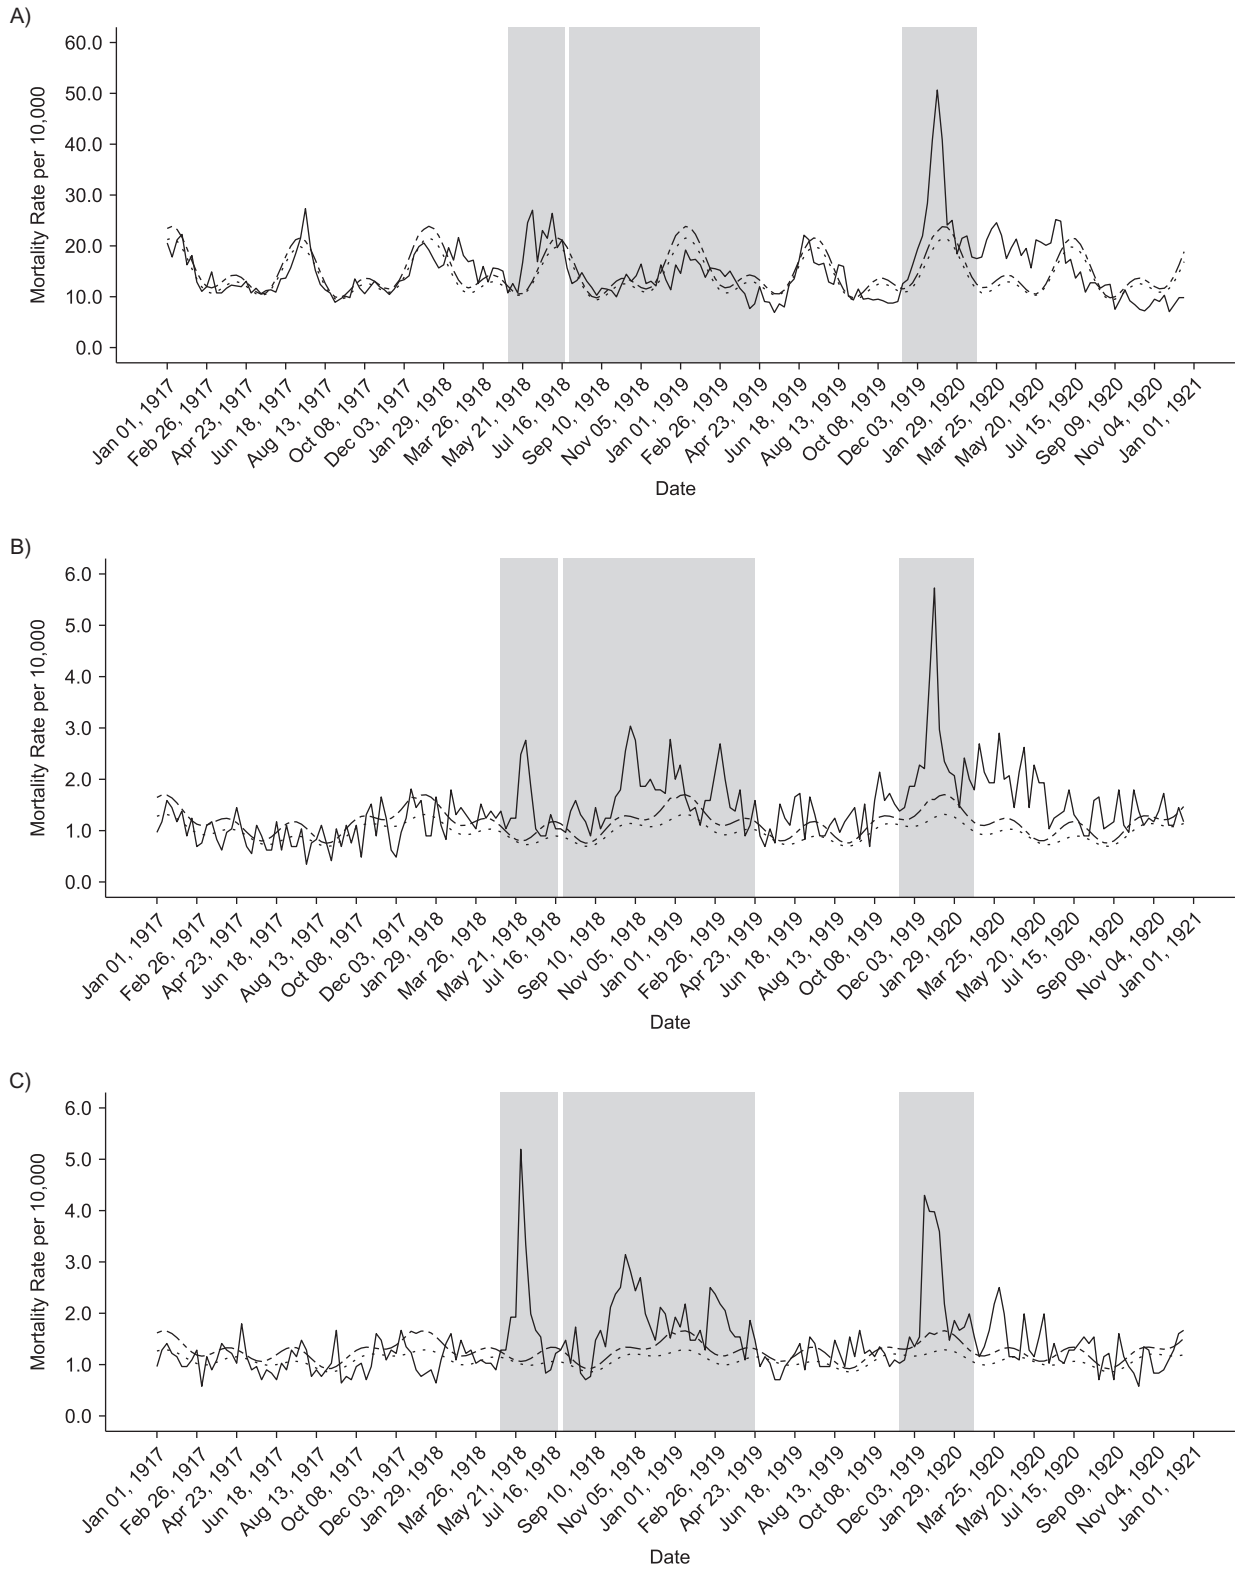 A)
Mortality Rate per 10,000
60.0
50.0
40.0
30.0
20.0
10.0
0.0
Jan 01, 1917
Feb 26, 1917
Apr 23, 1917
Jun 18, 1917
Aug 13, 1917
Oct 08, 1917
Dec 03, 1917
Jan 29, 1918
Mar 26, 1918
May 21, 1918
Jul 16, 1918
Sep 10, 1918
Nov 05, 1918
Jan 01, 1919
Feb 26, 1919
Apr 23, 1919
Jun 18, 1919
Aug 13, 1919
Oct 08, 1919
Dec 03, 1919
Jan 29, 1920
Mar 25, 1920
May 20, 1920
Jul 15, 1920
Sep 09, 1920
Nov 04, 1920
Jan 01, 1921
Date
B)
Mortality Rate per 10,000
6.0
5.0
4.0
3.0
2.0
1.0
0.0
Jan 01, 1917
Feb 26, 1917
Apr 23, 1917
Jun 18, 1917
Aug 13, 1917
Oct 08, 1917
Dec 03, 1917
Jan 29, 1918
Mar 26, 1918
May 21, 1918
Jul 16, 1918
Sep 10, 1918
Nov 05, 1918
Jan 01, 1919
Feb 26, 1919
Apr 23, 1919
Jun 18, 1919
Aug 13, 1919
Oct 08, 1919
Dec 03, 1919
Jan 29, 1920
Mar 25, 1920
May 20, 1920
Jul 15, 1920
Sep 09, 1920
Nov 04, 1920
Jan 01, 1921
Date
C)
Mortality Rate per 10,000
6.0
5.0
4.0
3.0
2.0
1.0
0.0
Jan 01, 1917
Feb 26, 1917
Apr 23, 1917
Jun 18, 1917
Aug 13, 1917
Oct 08, 1917
Dec 03, 1917
Jan 29, 1918
Mar 26, 1918
May 21, 1918
Jul 16, 1918
Sep 10, 1918
Nov 05, 1918
Jan 01, 1919
Feb 26, 1919
Apr 23, 1919
Jun 18, 1919
Aug 13, 1919
Oct 08, 1919
Dec 03, 1919
Jan 29, 1920
Mar 25, 1920
May 20, 1920
Jul 15, 1920
Sep 09, 1920
Nov 04, 1920
Jan 01, 1921
Date